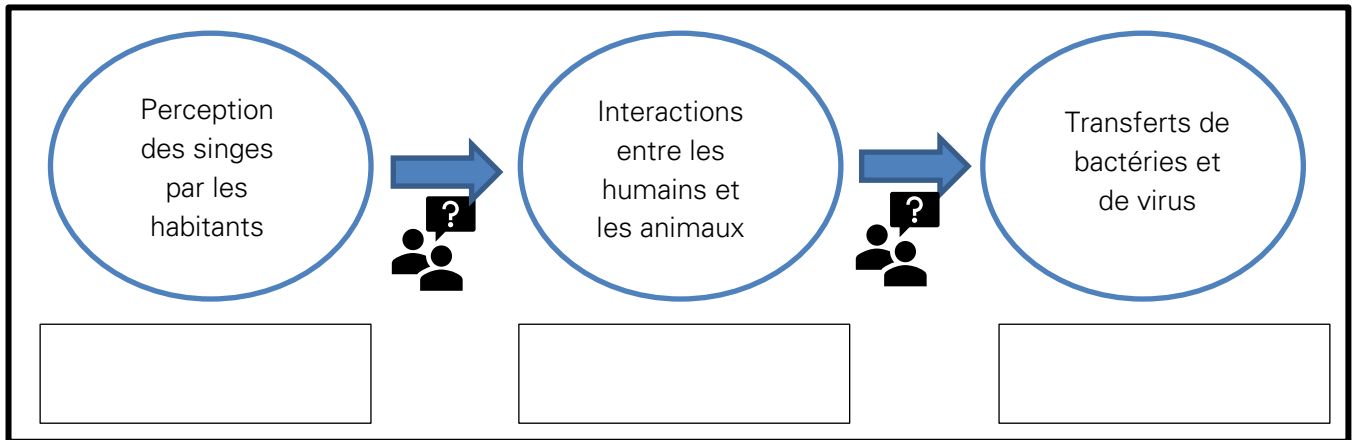 Perception
des singes
par les
habitants
?
Interactions
entre les
humains et
les animaux
?
Transferts de
bactéries et
de virus